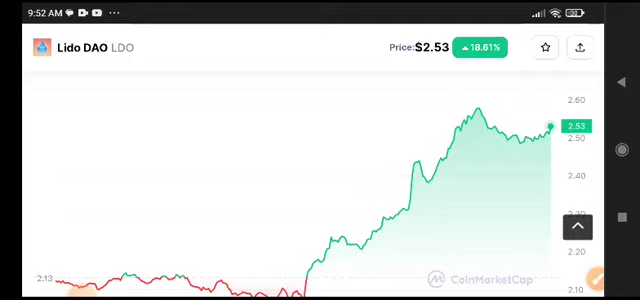 9:52 AM
Lido DAO LDO
Price:$2.53
18.61%
2.60
2.53
2.50
2.40
2.30
2.20
2.13
2.10
CoinMarketCap